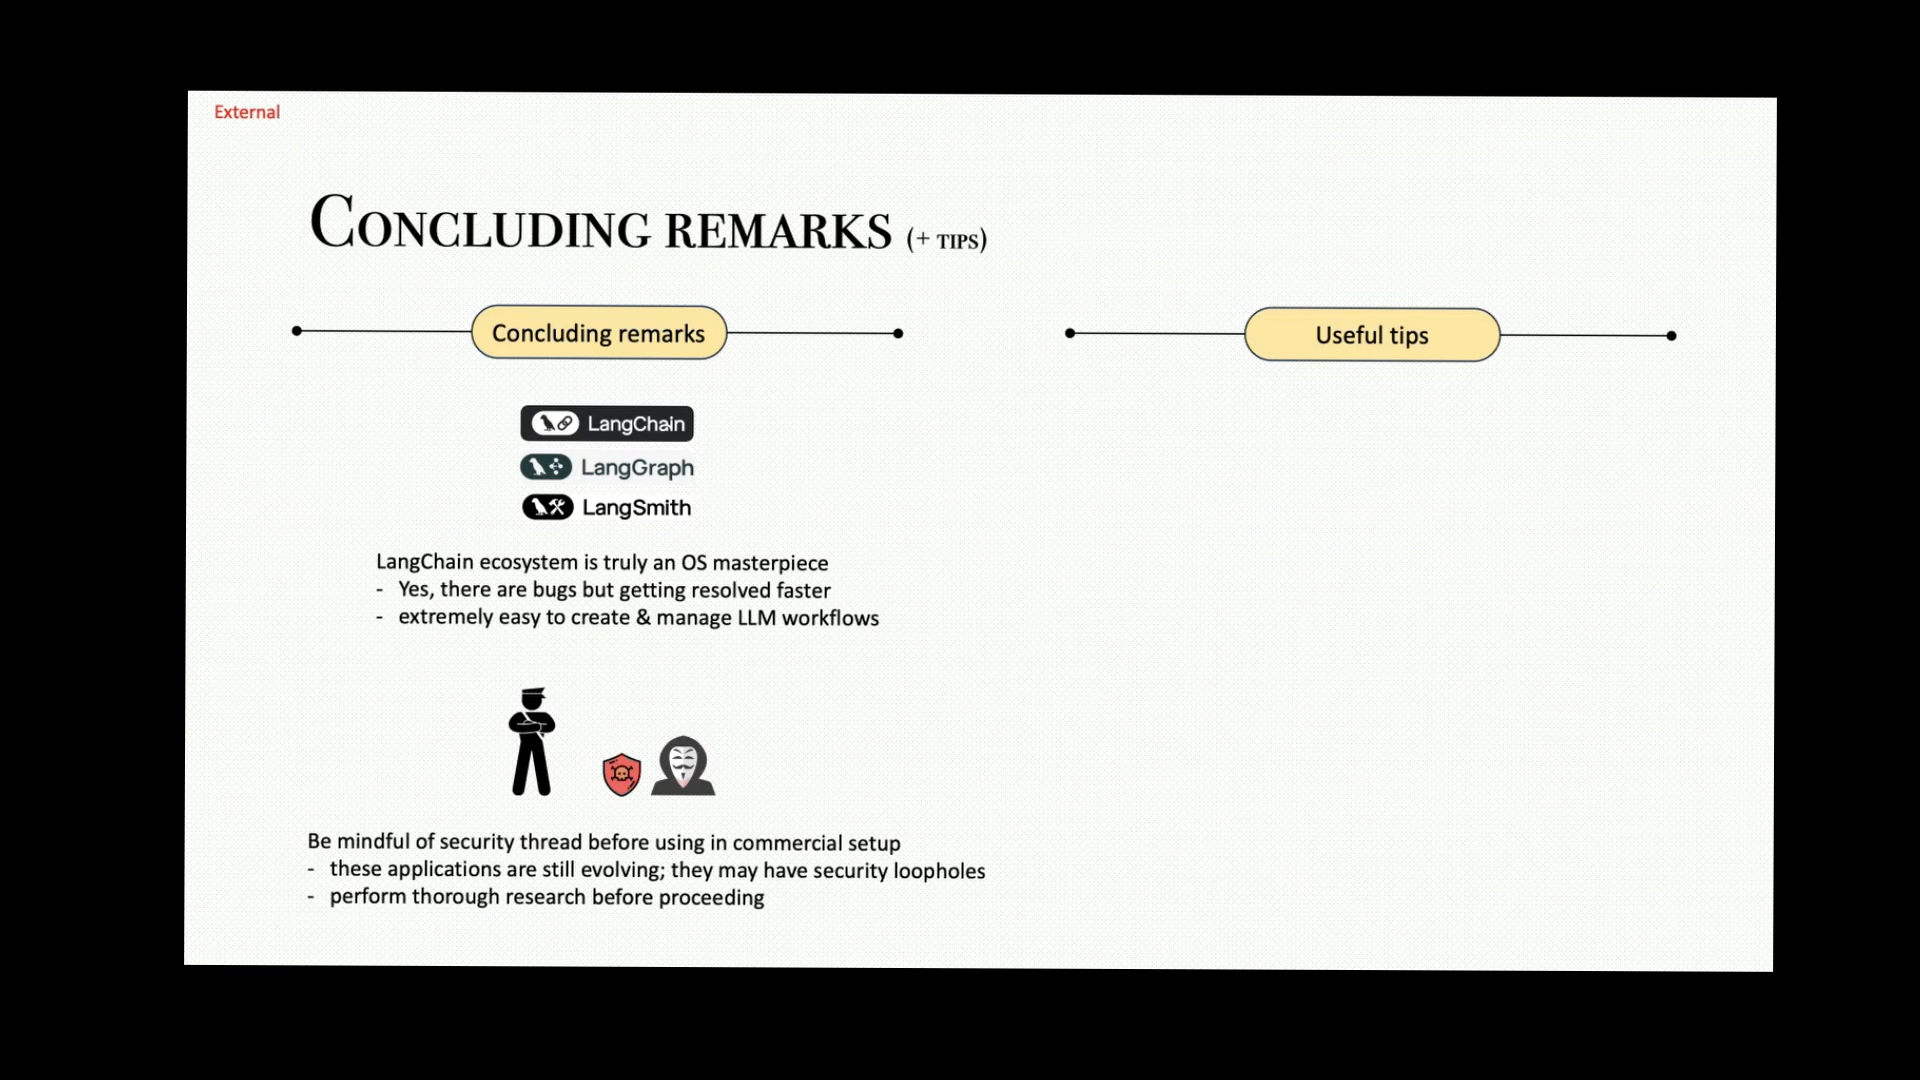 External
Concluding remarks (+ tips)
Concluding remarks
LangChain
LangGraph
LangSmith
LangChain ecosystem is truly an OS masterpiece
- Yes, there are bugs but getting resolved faster
- extremely easy to create & manage LLM workflows
Be mindful of security thread before using in commercial setup
- these applications are still evolving; they may have security loopholes
- perform thorough research before proceeding
Useful tips